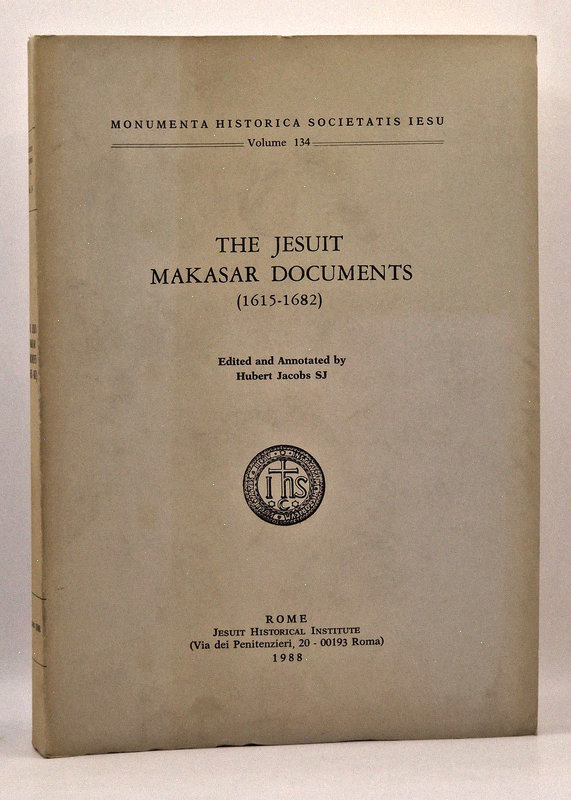 MONUMENTA HISTORICA SOCIETATIS IESU
Volume 134
THE JESUIT
MAKASAR DOCUMENTS
(1615-1682)
Edited and Annotated by
Hubert Jacobs SJ
IHS
ROME
JESUIT HISTORICAL INSTITUTE
(Via dei Penitenzieri, 20 - 00193 Roma)
1988